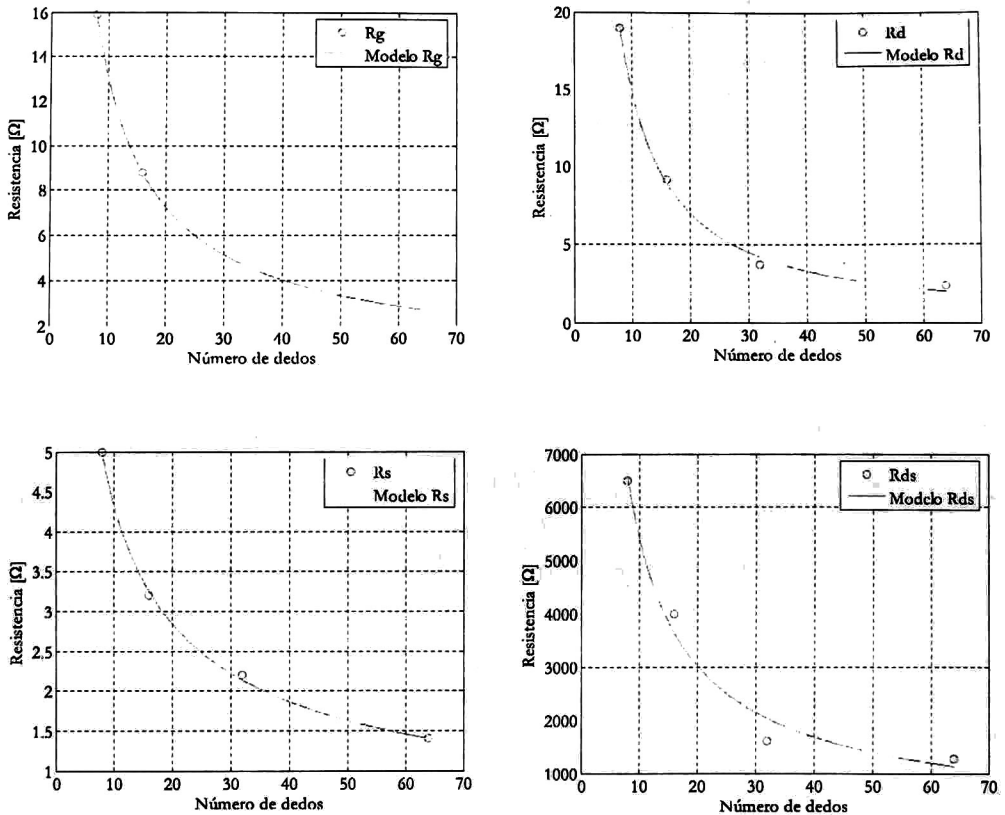 16
14
12
10
8
6
4
2
Resistencia [Ω]
0 10 20 30 40 50 60 70
Número de dedos
Rg
Modelo Rg
20
15
10
5
0
Resistencia [Ω]
0 10 20 30 40 50 60 70
Número de dedos
Rd
Modelo Rd
5
4.5
4
3.5
3
2.5
2
1.5
1
Resistencia [Ω]
0 10 20 30 40 50 60 70
Número de dedos
Rs
Modelo Rs
7000
6000
5000
4000
3000
2000
1000
Resistencia [Ω]
0 10 20 30 40 50 60 70
Número de dedos
Rds
Modelo Rds